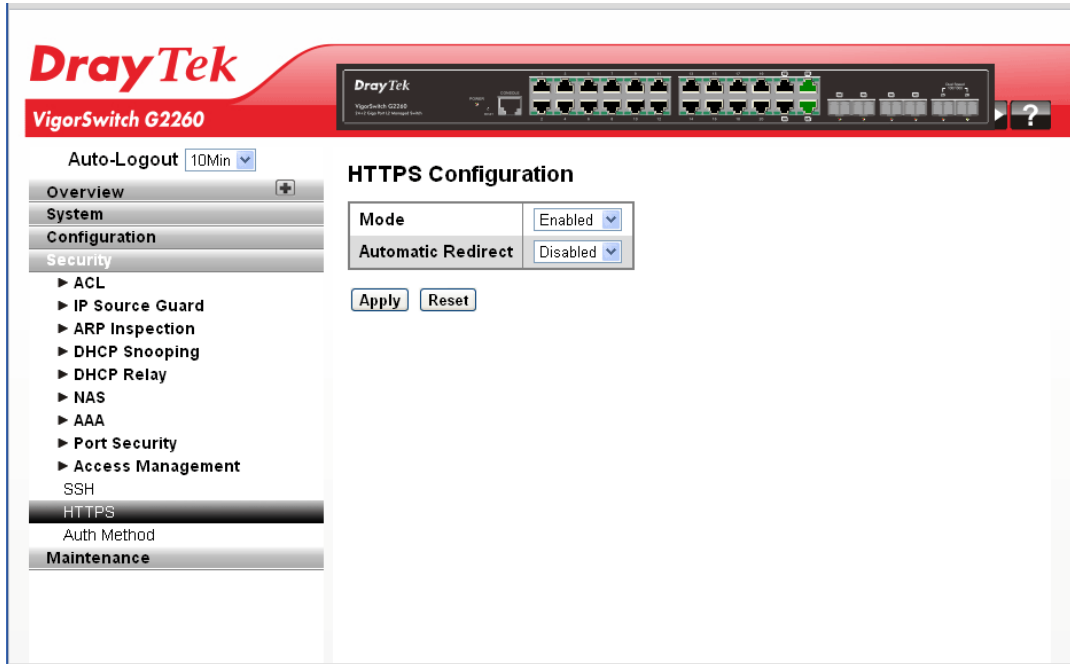 DrayTek
VigorSwitch G2260
DrayTek
VigorSwitch G2260
CONSOLE
POWER
?
Auto-Logout 10Min
Overview
System
Configuration
Security
ACL
IP Source Guard
ARP Inspection
DHCP Snooping
DHCP Relay
NAS
AAA
Port Security
Access Management
SSH
HTTPS
Auth Method
Maintenance
HTTPS Configuration
Mode Enabled
Automatic Redirect Disabled
Apply Reset